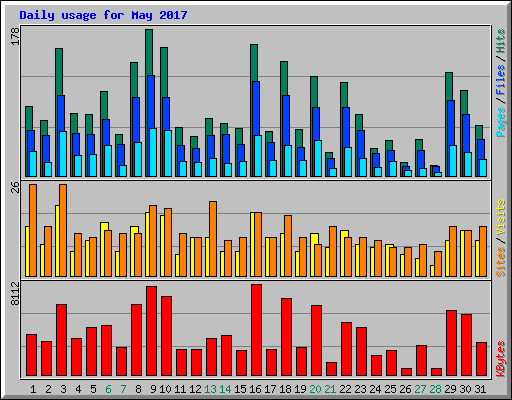 Daily usage for May 2017
178
Pages / Files / Hits
26
Sites / Visits
8112
KBytes
1 2 3 4 5 6 7 8 9 10 11 12 13 14 15 16 17 18 19 20 21 22 23 24 25 26 27 28 29 30 31